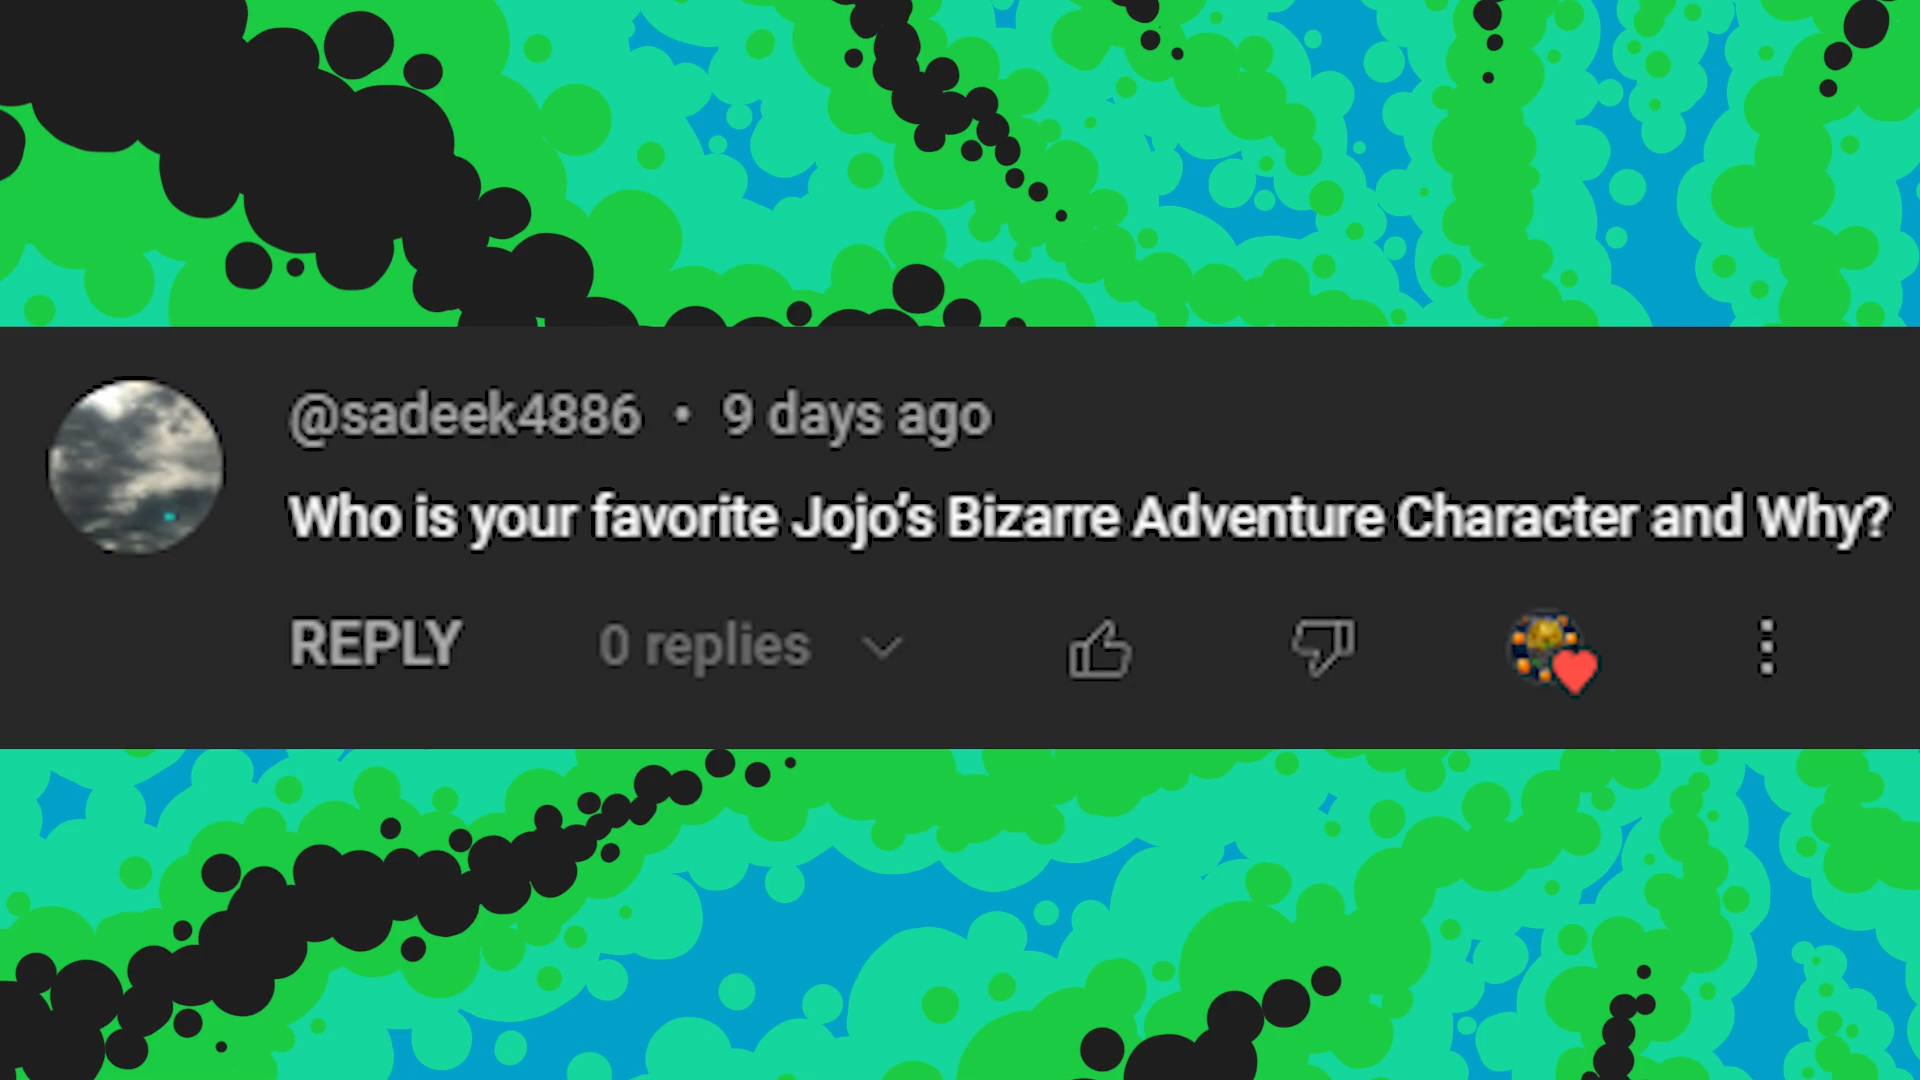 @sadeek4886 • 9 days ago
Who is your favorite Jojo's Bizarre Adventure Character and Why?
REPLY 0 replies